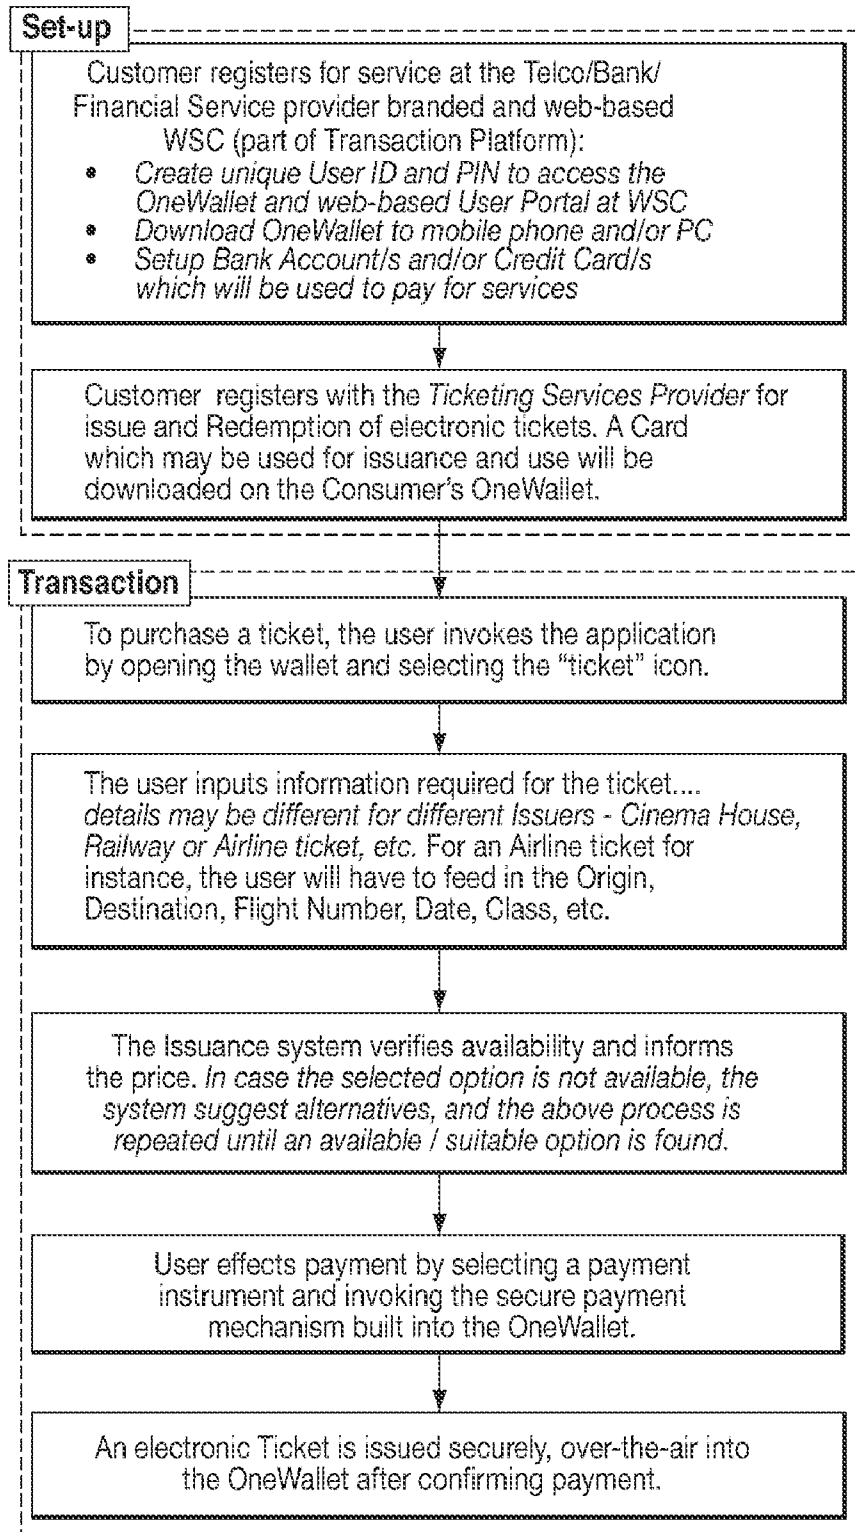 Set-up
Customer registers for service at the Telco/Bank/
Financial Service provider branded and web-based
WSC (part of Transaction Platform):
• Create unique User ID and PIN to access the
OneWallet and web-based User Portal at WSC
• Download OneWallet to mobile phone and/or PC
• Setup Bank Account/s and/or Credit Card/s
which will be used to pay for services
Customer registers with the Ticketing Services Provider for
issue and Redemption of electronic tickets. A Card
which may be used for issuance and use will be
downloaded on the Consumer's OneWallet.
Transaction
To purchase a ticket, the user invokes the application
by opening the wallet and selecting the “ticket” icon.
The user inputs information required for the ticket....
details may be different for different Issuers - Cinema House,
Railway or Airline ticket, etc. For an Airline ticket for
instance, the user will have to feed in the Origin,
Destination, Flight Number, Date, Class, etc.
The Issuance system verifies availability and informs
the price. In case the selected option is not available, the
system suggest alternatives, and the above process is
repeated until an available / suitable option is found.
User effects payment by selecting a payment
instrument and invoking the secure payment
mechanism built into the OneWallet.
An electronic Ticket is issued securely, over-the-air into
the OneWallet after confirming payment.